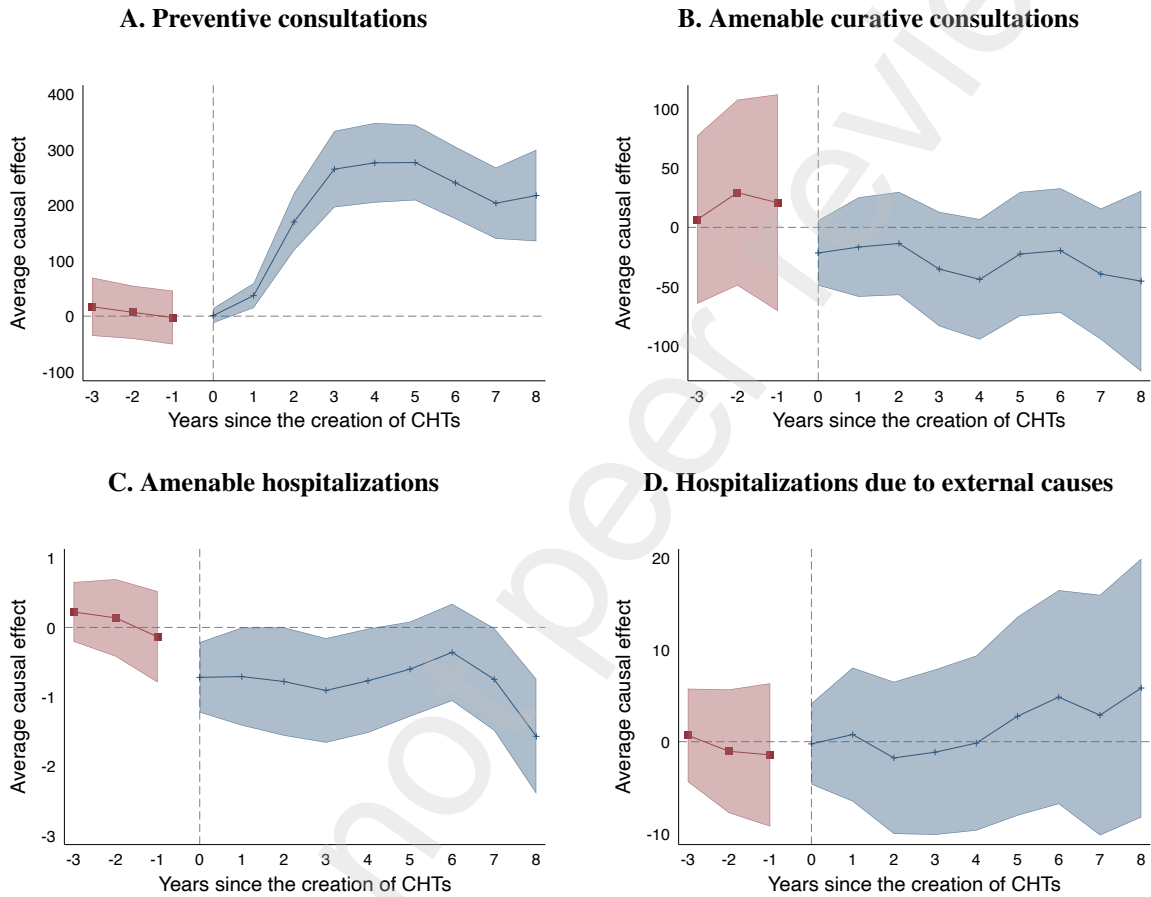 A. Preventive consultations
Average causal effect
400
300
200
100
0
-100
-3 -2 -1 0 1 2 3 4 5 6 7 8
Years since the creation of CHTs
B. Amenable curative consultations
Average causal effect
100
50
0
-50
-100
-3 -2 -1 0 1 2 3 4 5 6 7 8
Years since the creation of CHTs
C. Amenable hospitalizations
Average causal effect
1
0
-1
-2
-3
-3 -2 -1 0 1 2 3 4 5 6 7 8
Years since the creation of CHTs
D. Hospitalizations due to external causes
Average causal effect
20
10
0
-10
-3 -2 -1 0 1 2 3 4 5 6 7 8
Years since the creation of CHTs
not peer review